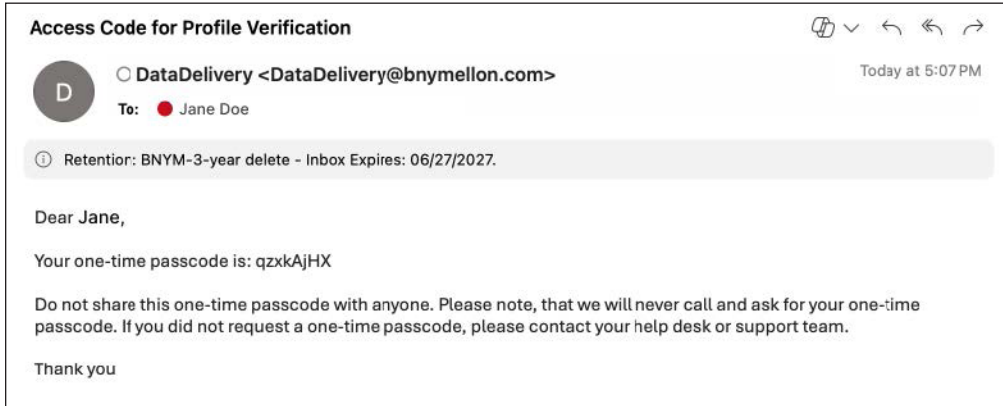 Access Code for Profile Verification
D
DataDelivery <DataDelivery@bnymellon.com>
Today at 5:07 PM
To: Jane Doe
Retention: BNYM-3-year delete - Inbox Expires: 06/27/2027.
Dear Jane,
Your one-time passcode is: qzxkAjHX
Do not share this one-time passcode with anyone. Please note, that we will never call and ask for your one-time
passcode. If you did not request a one-time passcode, please contact your help desk or support team.
Thank you